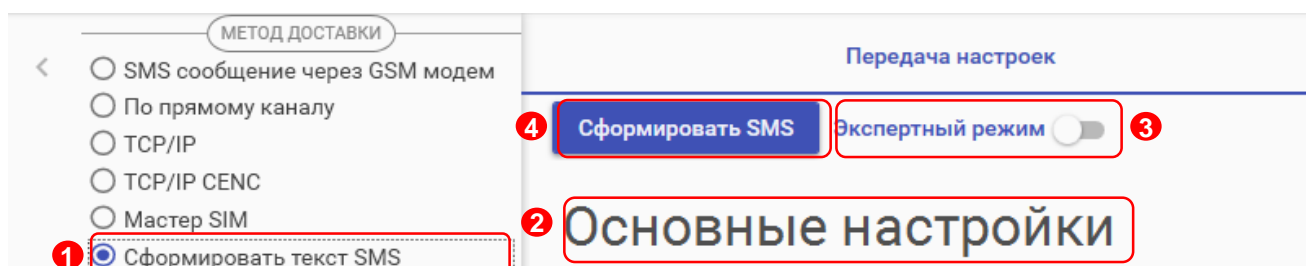 МЕТОД ДОСТАВКИ
SMS сообщение через GSM модем
По прямому каналу
TCP/IP
TCP/IP CENC
Мастер SIM
1 Сформировать текст SMS
Передача настроек
4 Сформировать SMS Экспертный режим 3
2 Основные настройки